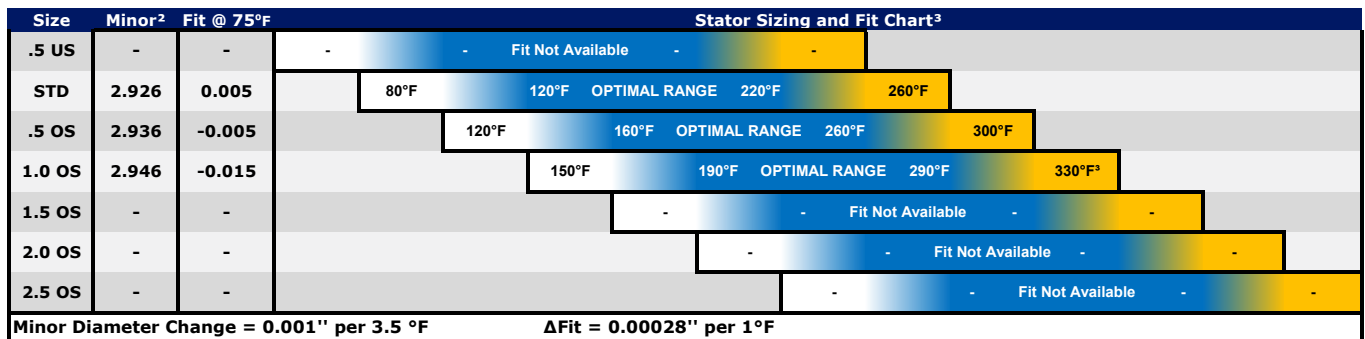 Size Minor² Fit @ 75°F Stator Sizing and Fit Chart³
.5 US - - - - Fit Not Available - -
STD 2.926 0.005 80°F 120°F OPTIMAL RANGE 220°F 260°F
.5 OS 2.936 -0.005 120°F 160°F OPTIMAL RANGE 260°F 300°F
1.0 OS 2.946 -0.015 150°F 190°F OPTIMAL RANGE 290°F 330°F³
1.5 OS - - - - Fit Not Available - -
2.0 OS - - - - Fit Not Available - -
2.5 OS - - - - Fit Not Available - -
Minor Diameter Change = 0.001'' per 3.5 °F ΔFit = 0.00028'' per 1°F